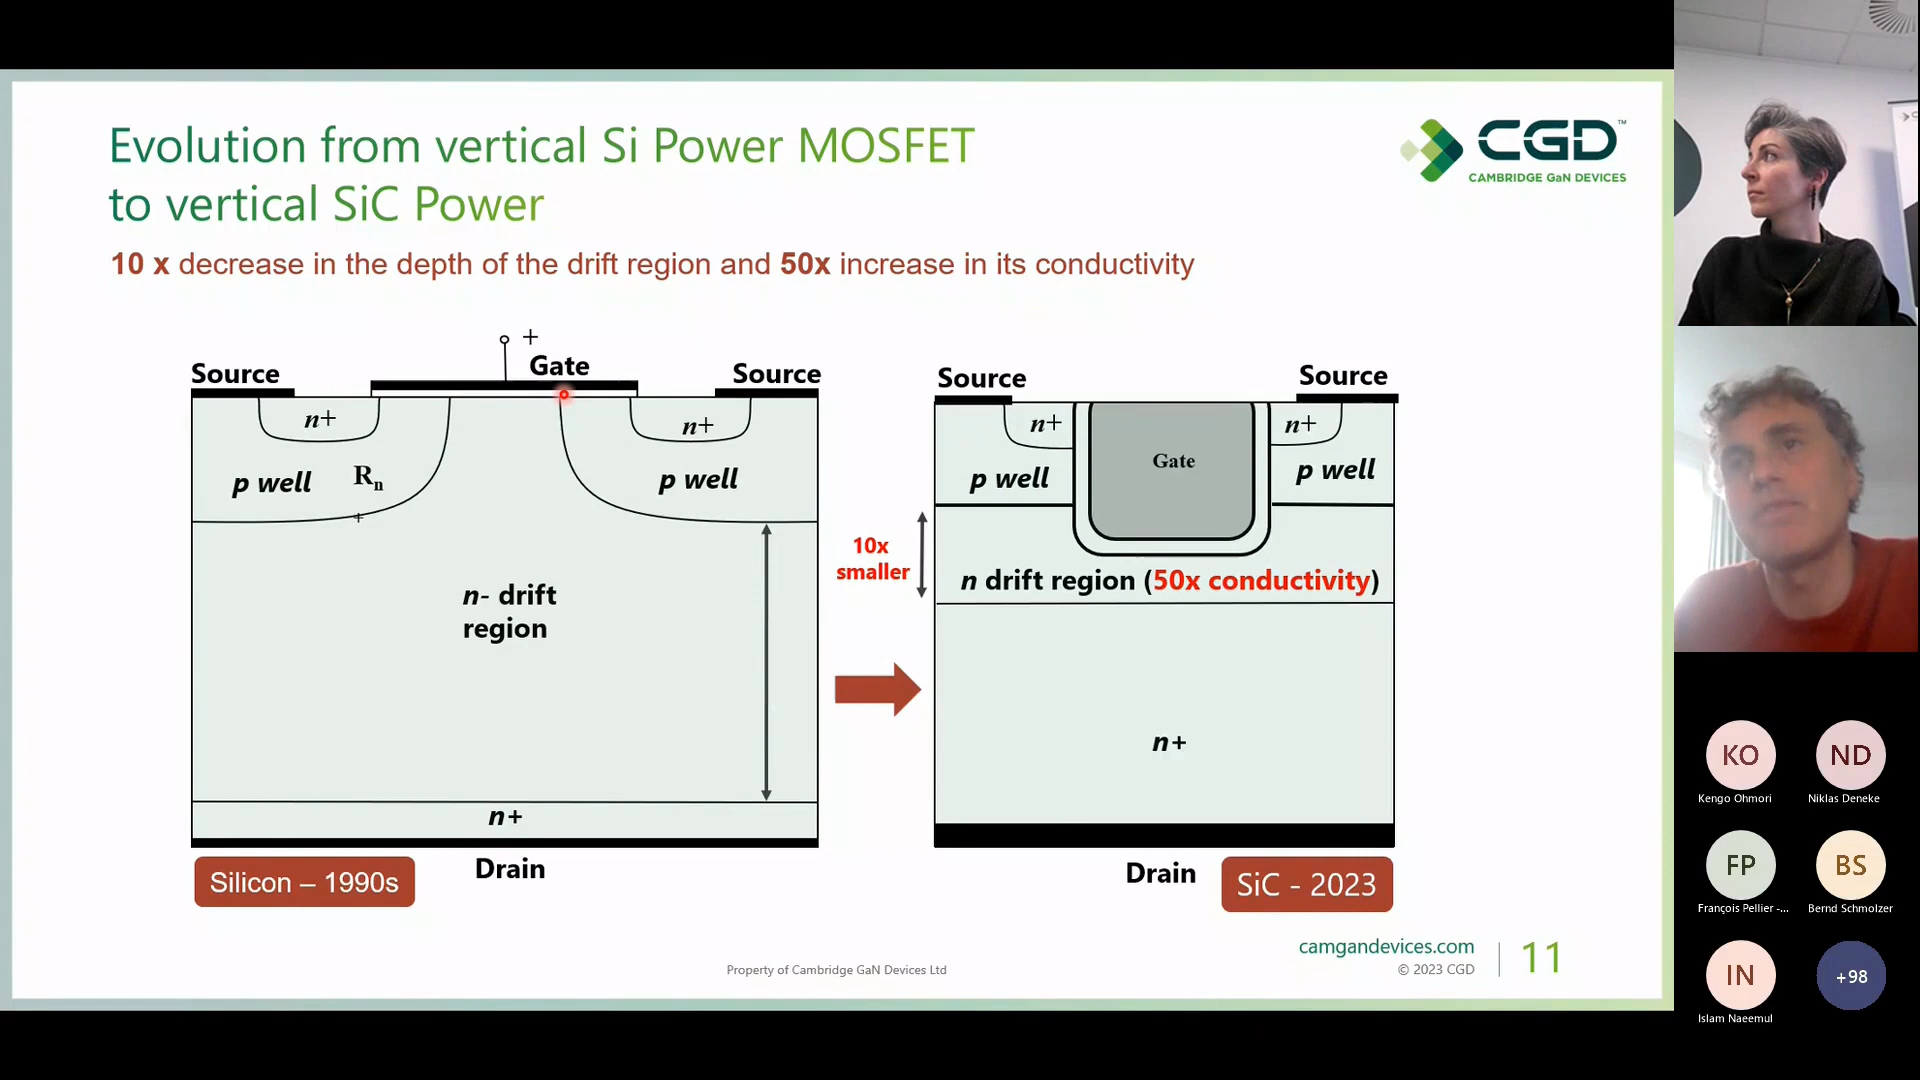 Evolution from vertical Si Power MOSFET
to vertical SiC Power
CGD™
CAMBRIDGE GaN DEVICES
10 x decrease in the depth of the drift region and 50x increase in its conductivity
+
Source
Gate
Source
n+
n+
p well
Rn
p well
+
n- drift
region
n+
Drain
Silicon – 1990s
10x
smaller
Source
Source
n+
n+
Gate
p well
p well
n drift region (50x conductivity)
n+
Drain
SiC - 2023
Property of Cambridge GaN Devices Ltd
camgandevices.com
© 2023 CGD
11
KO
Kengo Ohmori
ND
Niklas Deneke
FP
François Pellier -...
BS
Bernd Schmolzer
IN
Islam Naeemul
+98